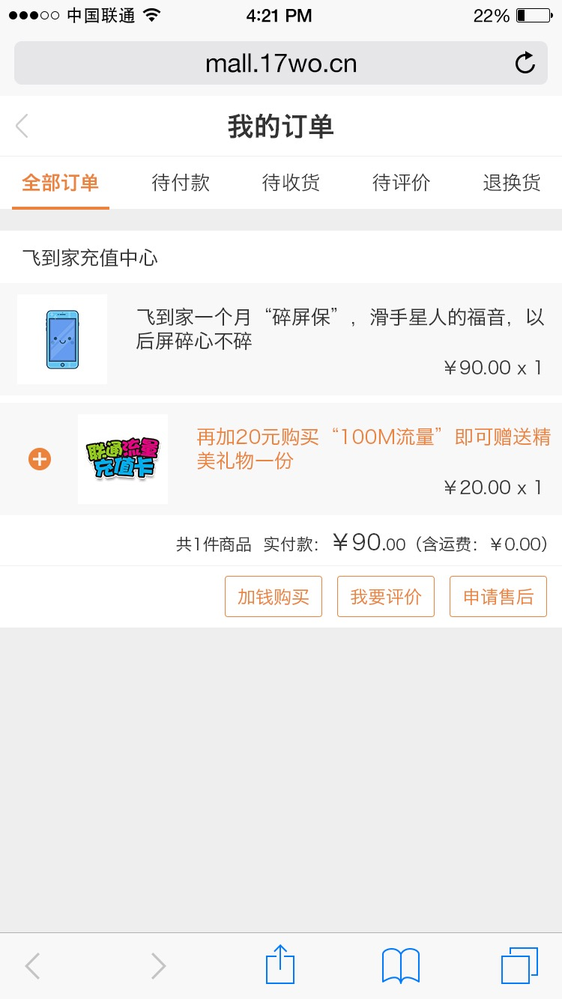 中国联通 4:21 PM 22%
mall.17wo.cn
我的订单
全部订单 待付款 待收货 待评价 退换货
飞到家充值中心
飞到家一个月“碎屏保”，滑手星人的福音，以
后屏碎心不碎
￥90.00 x 1
联通流量
充值卡
再加20元购买“100M流量”即可赠送精
美礼物一份
￥20.00 x 1
共1件商品 实付款：￥90.00（含运费：￥0.00）
加钱购买 我要评价 申请售后